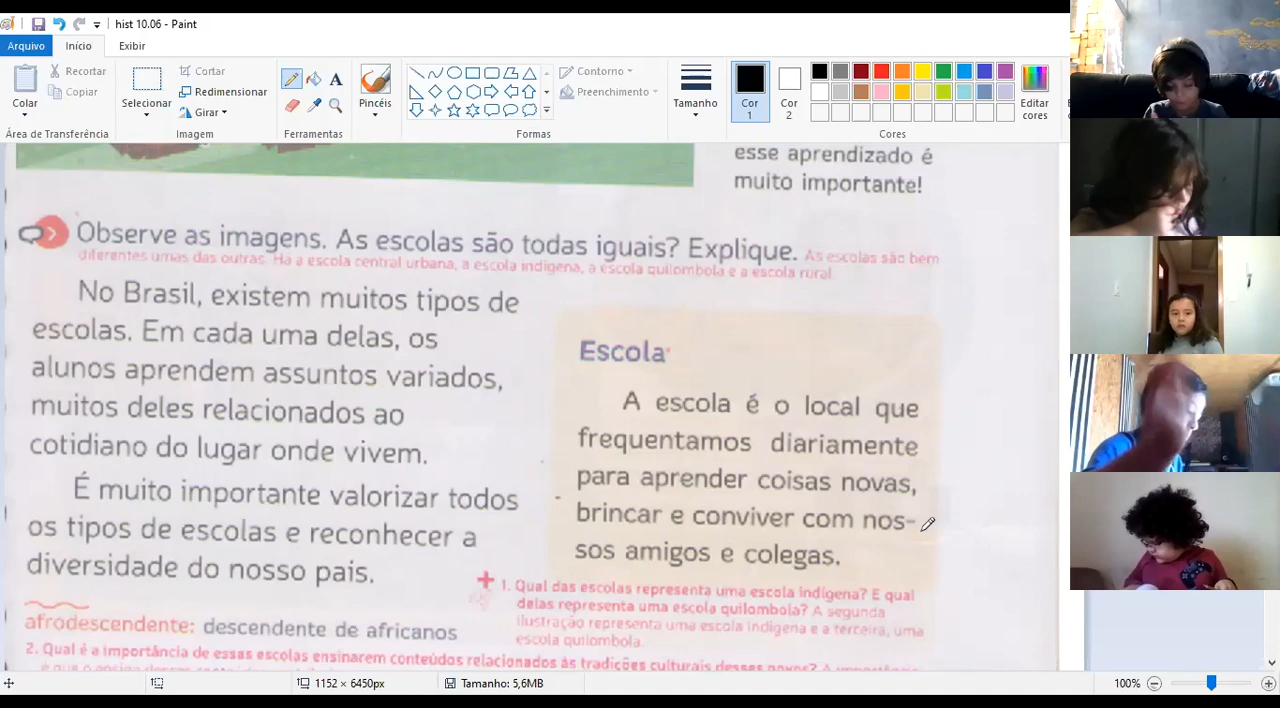 hist 10.06 - Paint
Arquivo Início Exibir
Colar
Recortar
Copiar
Área de Transferência
Selecionar
Cortar
Redimensionar
Girar
Imagem
Ferramentas
Pincéis
Contorno
Preenchimento
Formas
Tamanho
Cor 1
Cor 2
Editar cores
Cores
esse aprendizado é
muito importante!
Observe as imagens. As escolas são todas iguais? Explique. As escolas são bem
diferentes umas das outras. Há a escola central urbana, a escola indígena, a escola quilombola e a escola rural.
No Brasil, existem muitos tipos de
escolas. Em cada uma delas, os
alunos aprendem assuntos variados,
muitos deles relacionados ao
cotidiano do lugar onde vivem.
É muito importante valorizar todos
os tipos de escolas e reconhecer a
diversidade do nosso país.
Escola
A escola é o local que
frequentamos diariamente
para aprender coisas novas,
brincar e conviver com nos-
sos amigos e colegas.
1. Qual das escolas representa uma escola indígena? E qual
delas representa uma escola quilombola? A segunda
ilustração representa uma escola indígena e a terceira, uma
escola quilombola.
afrodescendente: descendente de africanos
2. Qual é a importância de essas escolas ensinarem conteúdos relacionados às tradições culturais desses povos?
1152 × 6450px
Tamanho: 5,6MB
100%